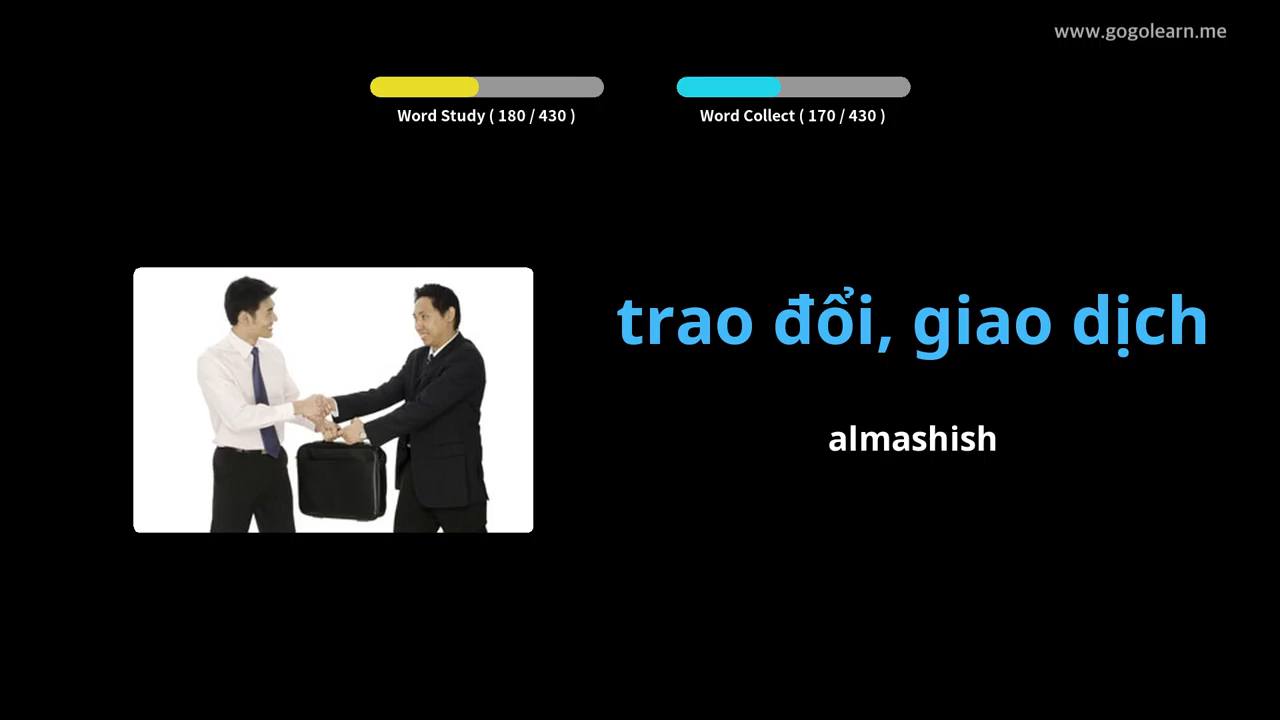 www.gogolearn.me
Word Study ( 180 / 430 )
Word Collect ( 170 / 430 )
trao đổi, giao dịch
almashish